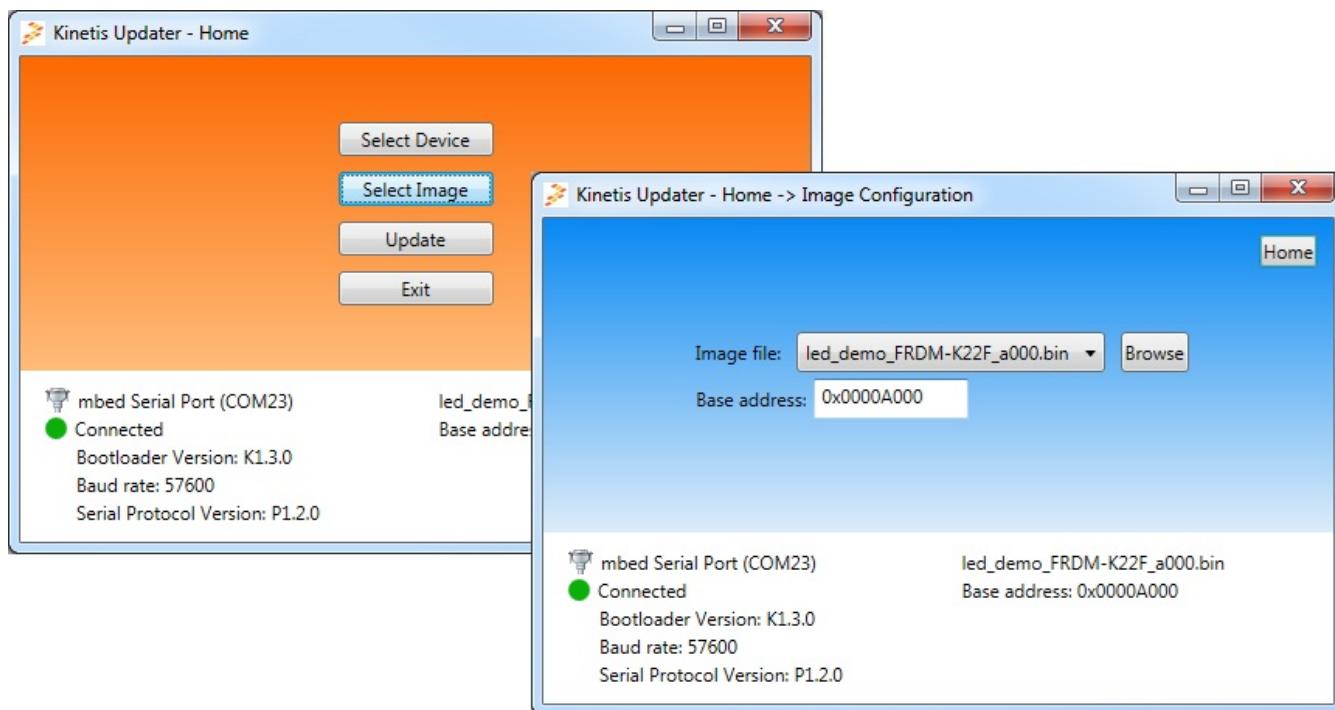 Kinetis Updater - Home
Select Device
Select Image
Update
Exit
mbed Serial Port (COM23)
Connected
Bootloader Version: K1.3.0
Baud rate: 57600
Serial Protocol Version: P1.2.0
led_demo_F
Base addre
Kinetis Updater - Home -> Image Configuration
Home
Image file: led_demo_FRDM-K22F_a000.bin Browse
Base address: 0x0000A000
mbed Serial Port (COM23)
Connected
Bootloader Version: K1.3.0
Baud rate: 57600
Serial Protocol Version: P1.2.0
led_demo_FRDM-K22F_a000.bin
Base address: 0x0000A000